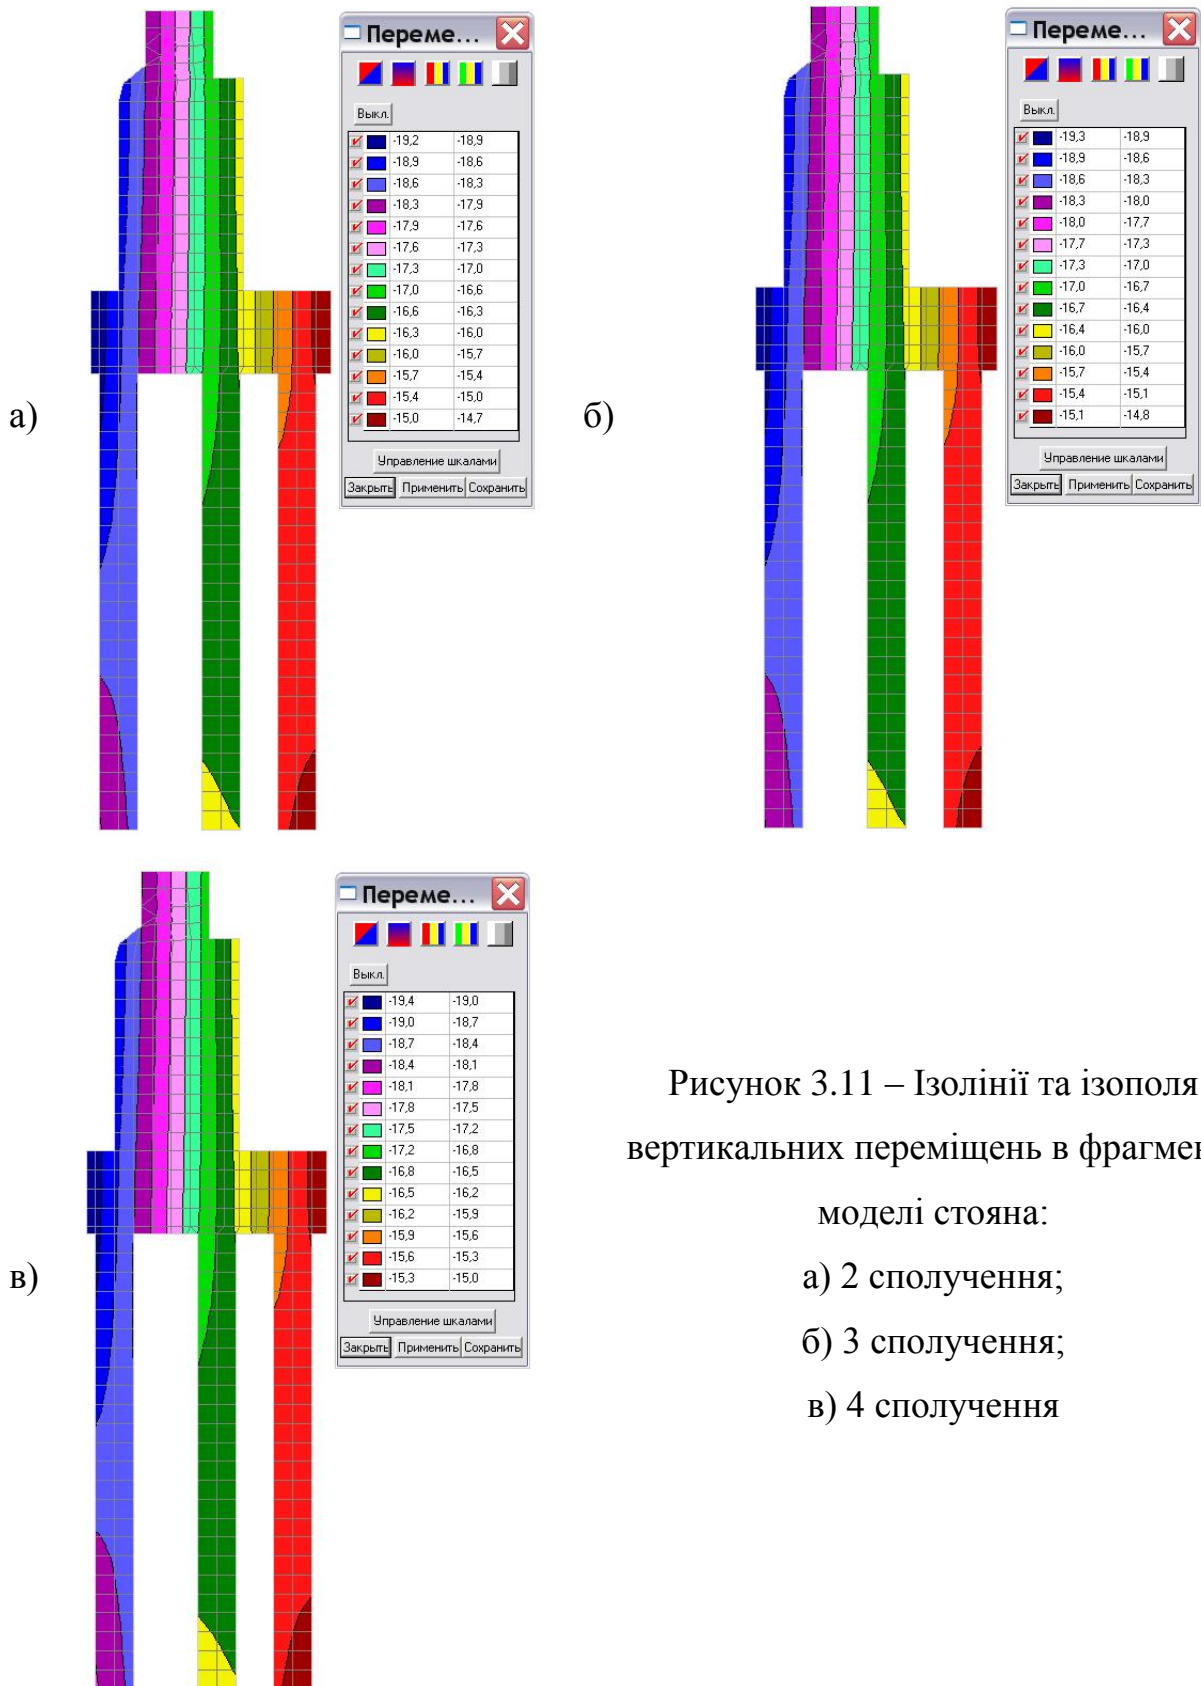 Переме...
Выкл.
-19,2 -18,9
-18,9 -18,6
-18,6 -18,3
-18,3 -17,9
-17,9 -17,6
-17,6 -17,3
-17,3 -17,0
-17,0 -16,6
-16,6 -16,3
-16,3 -16,0
-16,0 -15,7
-15,7 -15,4
-15,4 -15,0
-15,0 -14,7
Управление шкалами
Закрыть Применить Сохранить
а)
Переме...
Выкл.
-19,3 -18,9
-18,9 -18,6
-18,6 -18,3
-18,3 -18,0
-18,0 -17,7
-17,7 -17,3
-17,3 -17,0
-17,0 -16,7
-16,7 -16,4
-16,4 -16,0
-16,0 -15,7
-15,7 -15,4
-15,4 -15,1
-15,1 -14,8
Управление шкалами
Закрыть Применить Сохранить
б)
Переме...
Выкл.
-19,4 -19,0
-19,0 -18,7
-18,7 -18,4
-18,4 -18,1
-18,1 -17,8
-17,8 -17,5
-17,5 -17,2
-17,2 -16,8
-16,8 -16,5
-16,5 -16,2
-16,2 -15,9
-15,9 -15,6
-15,6 -15,3
-15,3 -15,0
Управление шкалами
Закрыть Применить Сохранить
в)
Рисунок 3.11 – Ізолінії та ізополя
вертикальних переміщень в
моделі стояна:
а) 2 сполучення;
б) 3 сполучення;
в) 4 сполучення